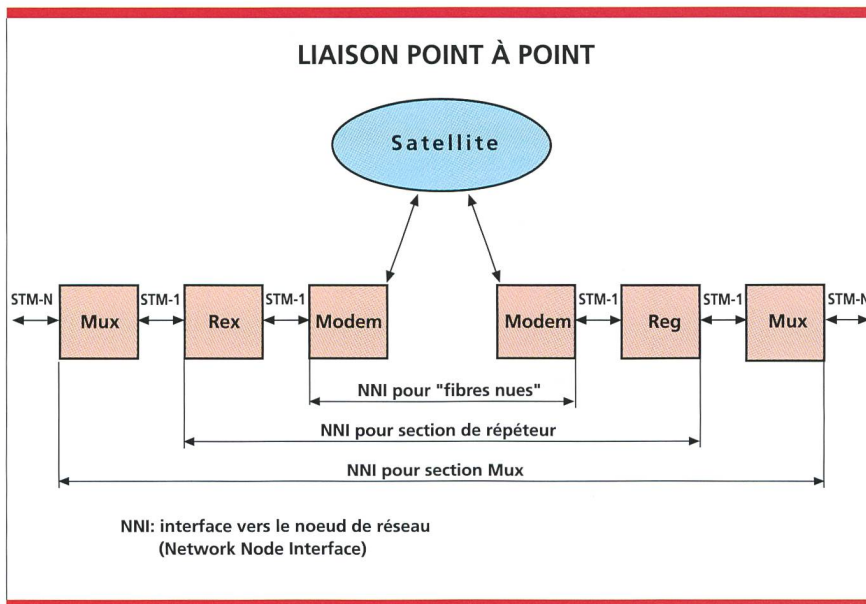 LIAISON POINT À POINT
Satellite
STM-N
Mux
STM-1
Rex
STM-1
Modem
Modem
STM-1
Reg
STM-1
Mux
STM-N
NNI pour "fibres nues"
NNI pour section de répéteur
NNI pour section Mux
NNI: interface vers le noeud de réseau
(Network Node Interface)